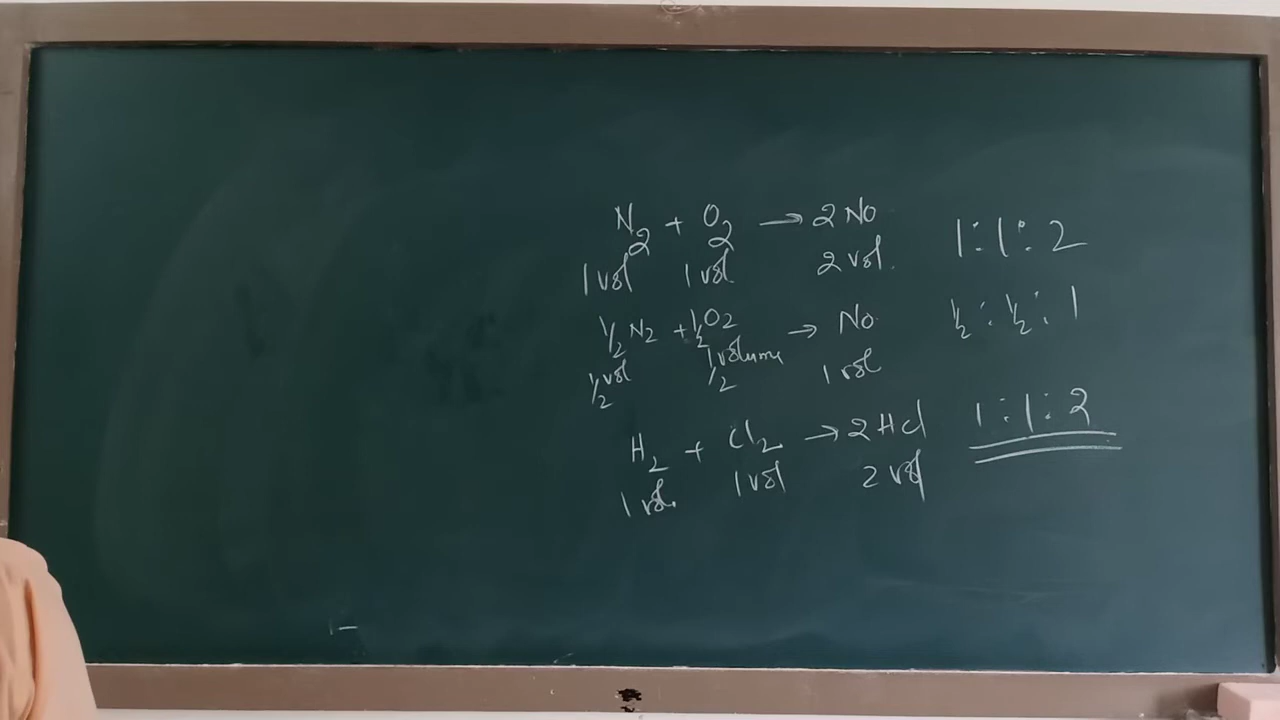 N₂ + O₂ → 2 No 1 : 1 : 2
1 vol 1 vol 2 vol.
½ N₂ + ½ O₂ → No ½ : ½ : 1
½ vol ½ volume 1 vol
H₂ + Cl₂ → 2 HCl 1 : 1 : 2
1 vol. 1 vol 2 vol